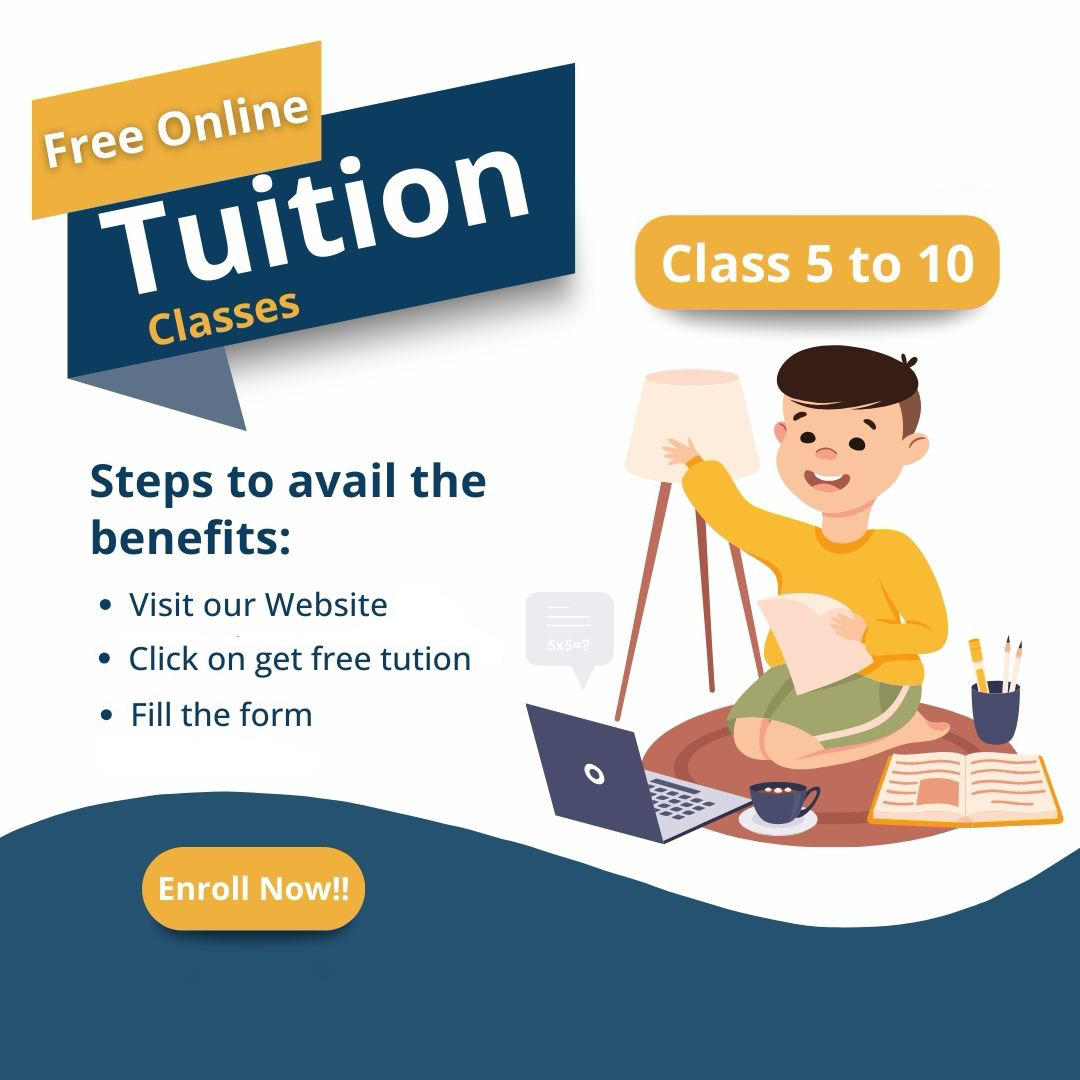 Free Online
Tuition
Classes
Class 5 to 10
Steps to avail the
benefits:
• Visit our Website
• Click on get free tution
• Fill the form
5x5=?
Enroll Now!!